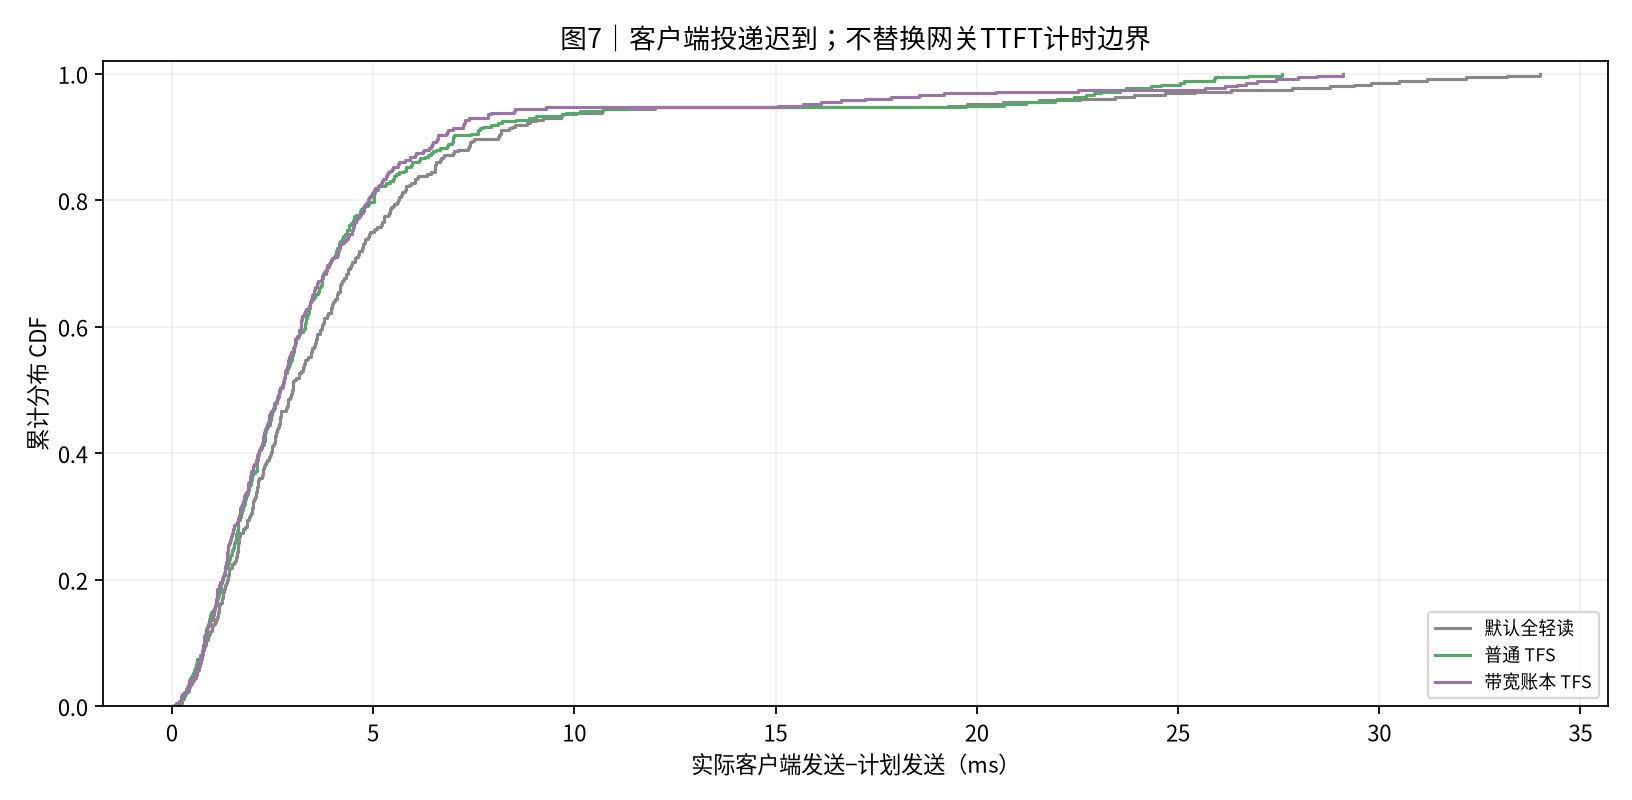 图7｜客户端投递迟到；不替换网关TTFT计时边界
累计分布 CDF
1.0
0.8
0.6
0.4
0.2
0.0
0 5 10 15 20 25 30 35
实际客户端发送−计划发送（ms）
默认全轻读
普通 TFS
带宽账本 TFS